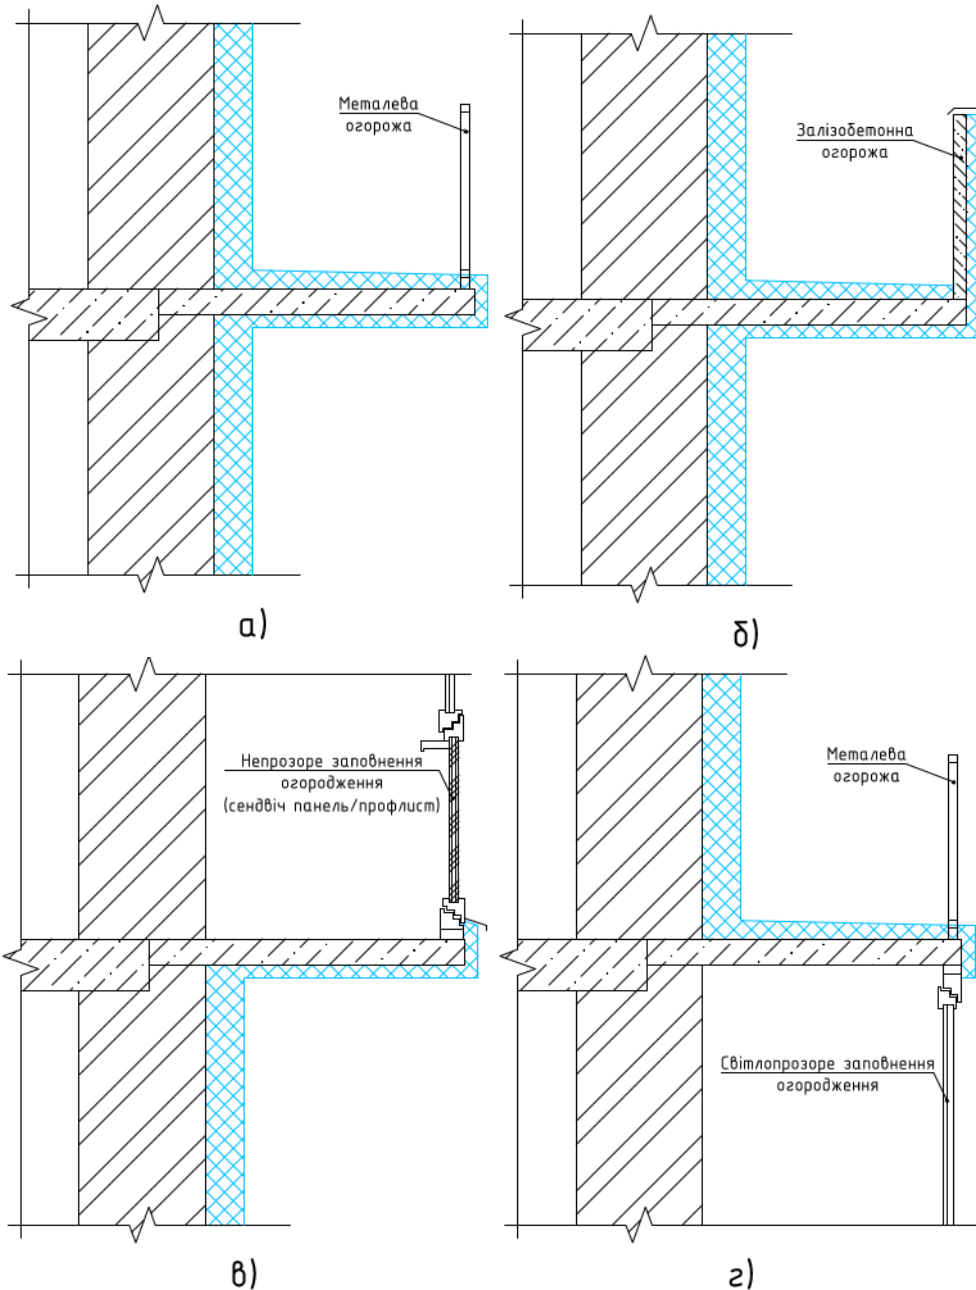 Металева
огорожа
Залізобетонна
огорожа
а)
б)
Непрозоре заповнення
огородження
(сендвіч панель/профлист)
Металева
огорожа
Світлопрозоре заповнення
огородження
в)
г)